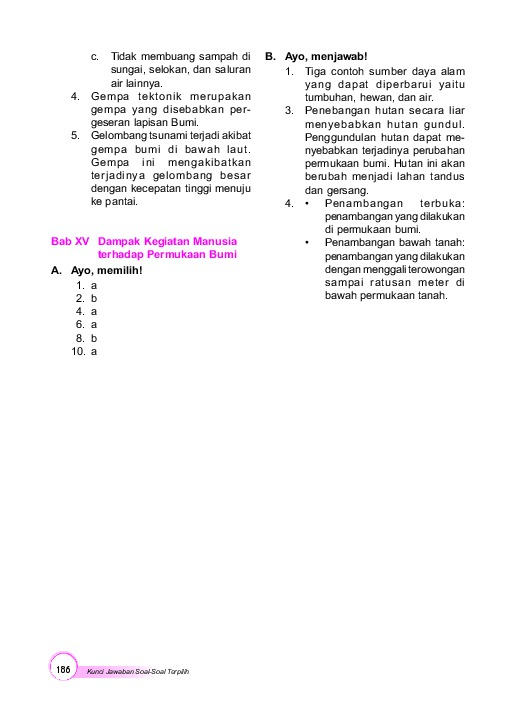 c. Tidak membuang sampah di
sungai, selokan, dan saluran
air lainnya.
4. Gempa tektonik merupakan
gempa yang disebabkan per-
geseran lapisan Bumi.
5. Gelombang tsunami terjadi akibat
gempa bumi di bawah laut.
Gempa ini mengakibatkan
terjadinya gelombang besar
dengan kecepatan tinggi menuju
ke pantai.
Bab XV Dampak Kegiatan Manusia
terhadap Permukaan Bumi
A. Ayo, memilih!
1. a
2. b
4. a
6. a
8. b
10. a
B. Ayo, menjawab!
1. Tiga contoh sumber daya alam
yang dapat diperbarui yaitu
tumbuhan, hewan, dan air.
3. Penebangan hutan secara liar
menyebabkan hutan gundul.
Penggundulan hutan dapat me-
nyebabkan terjadinya perubahan
permukaan bumi. Hutan ini akan
berubah menjadi lahan tandus
dan gersang.
4. • Penambangan terbuka:
penambangan yang dilakukan
di permukaan bumi.
• Penambangan bawah tanah:
penambangan yang dilakukan
dengan menggali terowongan
sampai ratusan meter di
bawah permukaan tanah.
186 Kunci Jawaban Soal-Soal Terpilih